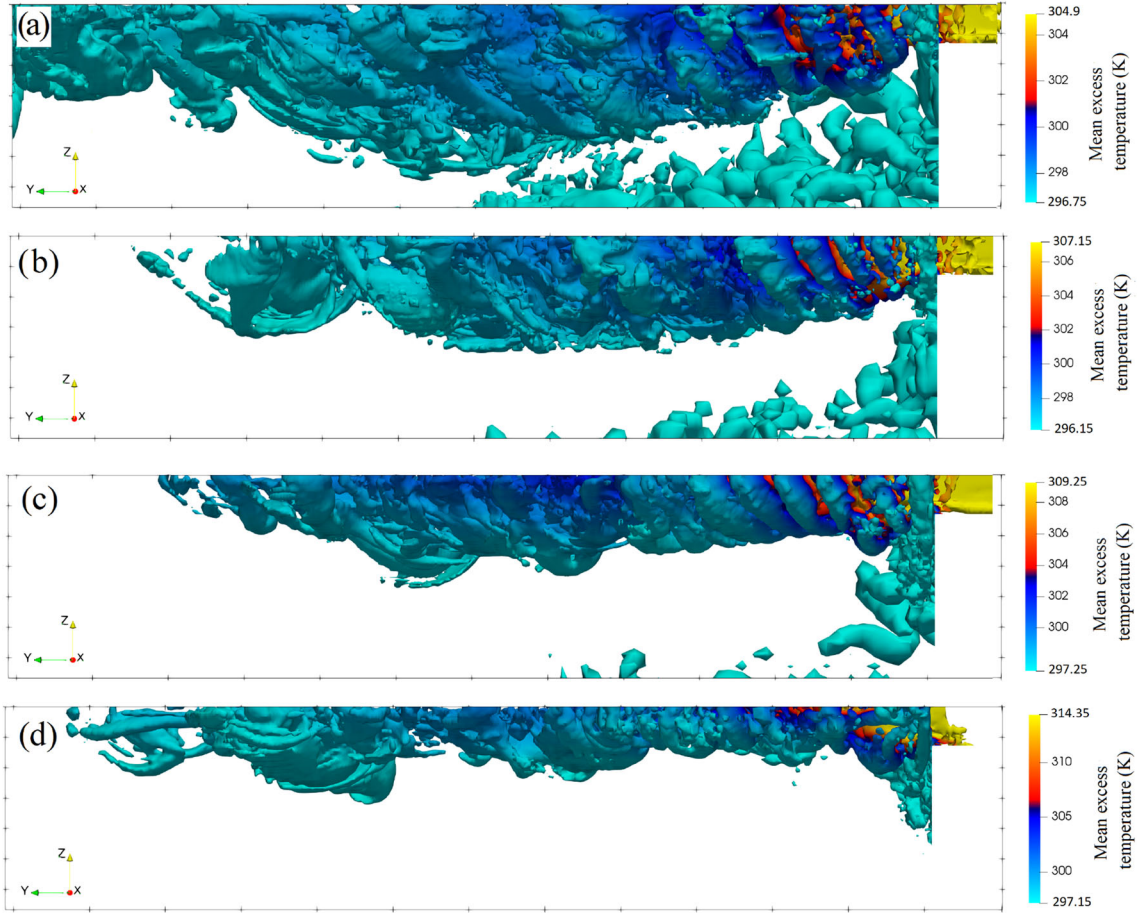 (a)
Z
Y
X
304.9
304
302
300
298
296.75
Mean excess
temperature (K)
(b)
Z
Y
X
307.15
306
304
302
300
298
296.15
Mean excess
temperature (K)
(c)
Z
Y
X
309.25
308
306
304
302
300
297.25
Mean excess
temperature (K)
(d)
Z
Y
X
314.35
310
305
300
297.15
Mean excess
temperature (K)